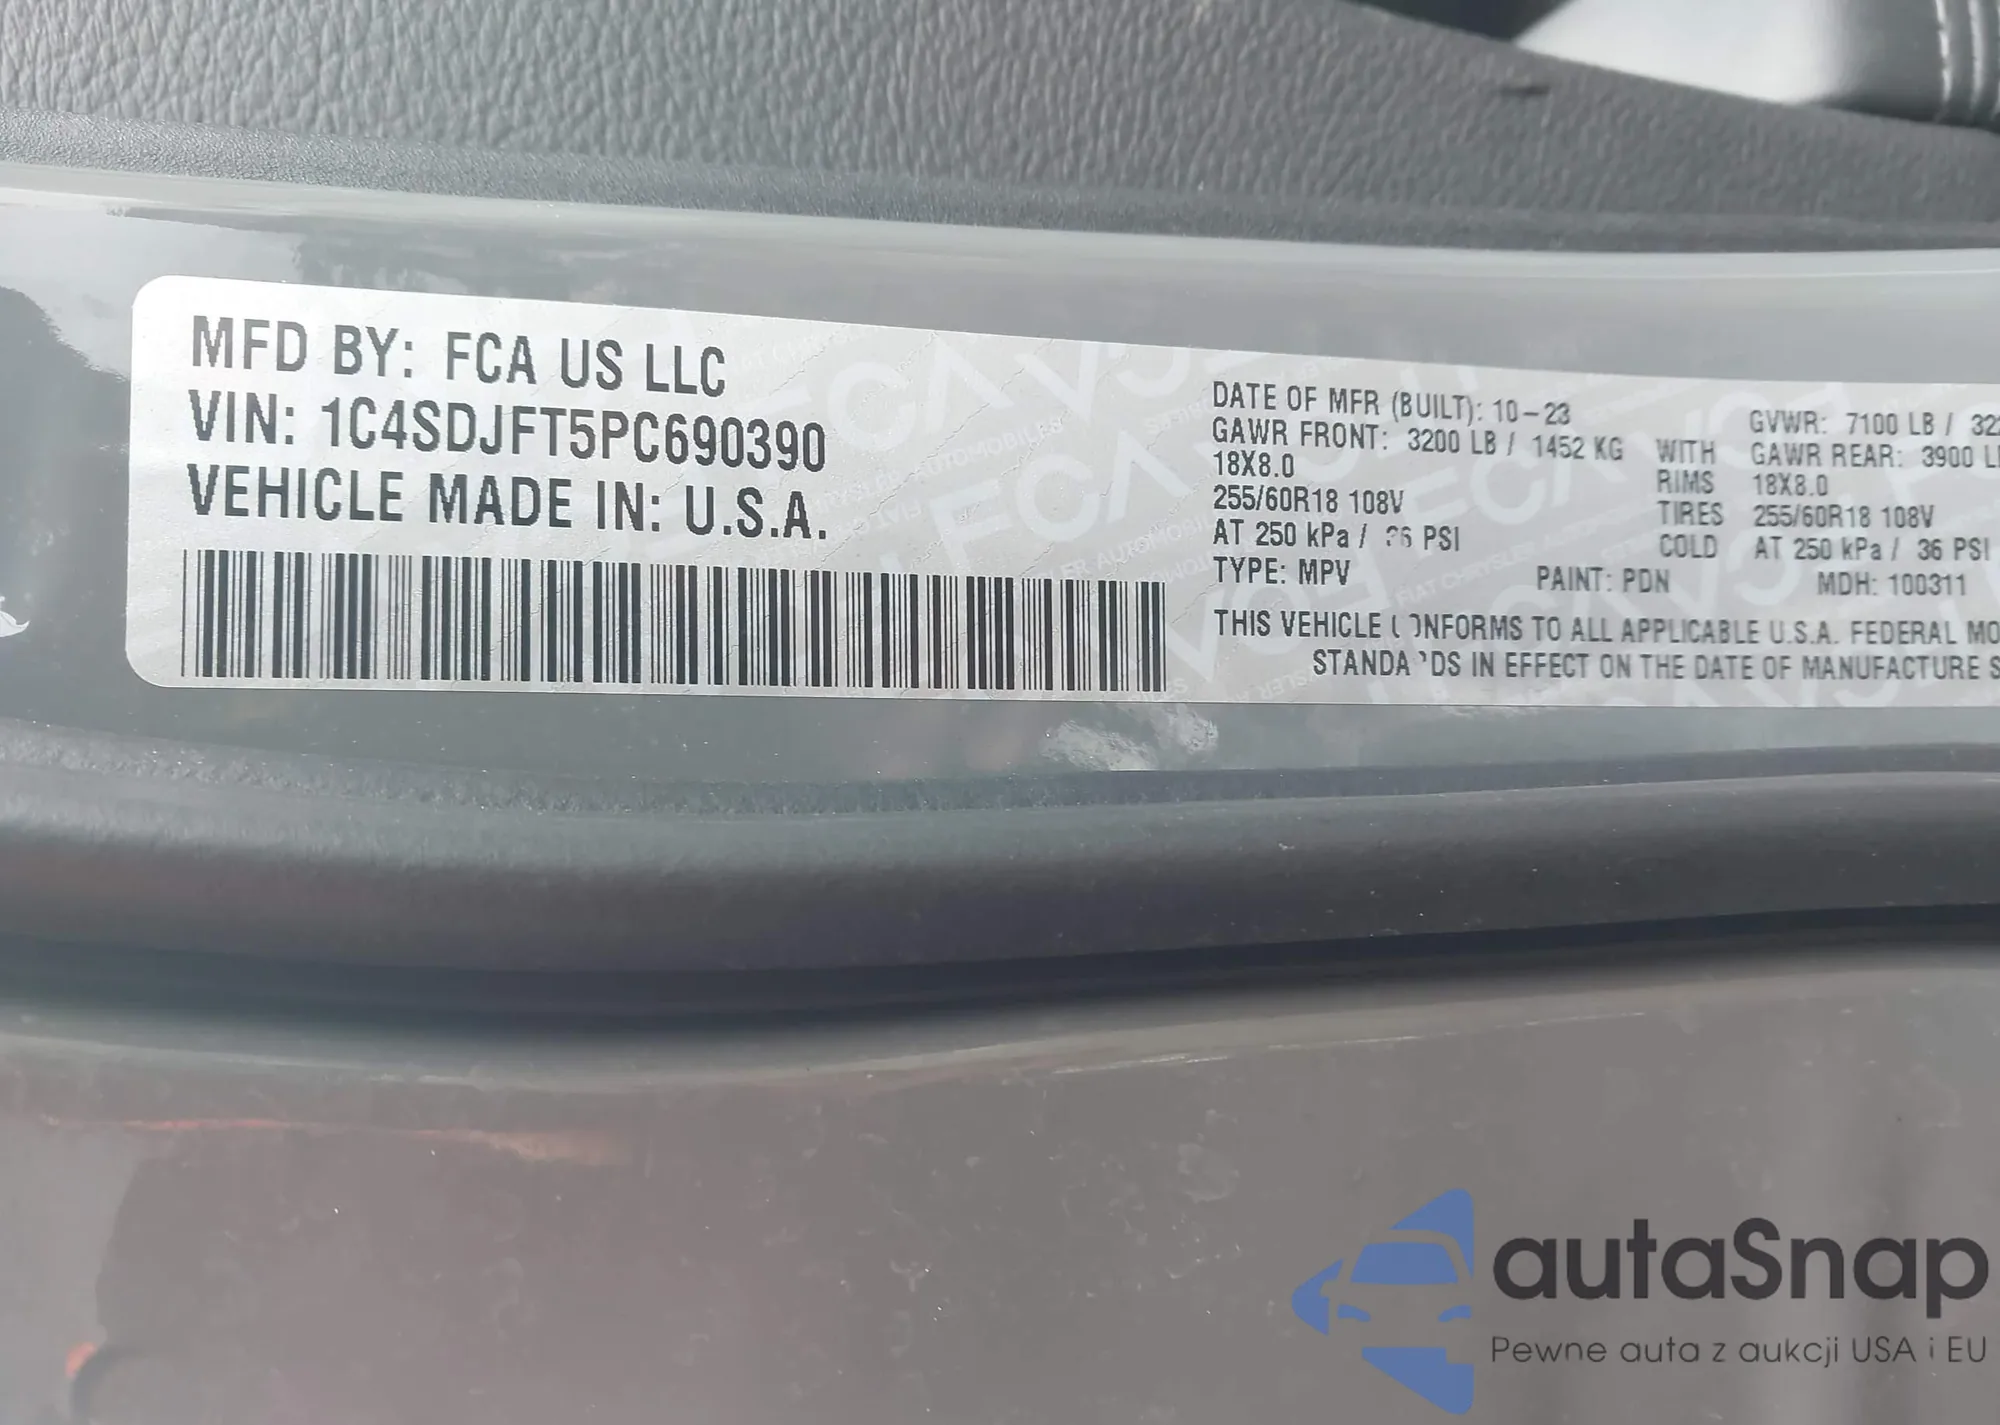 MFD BY: FCA US LLC
VIN: 1C4SDJFT5PC690390
VEHICLE MADE IN: U.S.A.
DATE OF MFR (BUILT): 10-23 GVWR: 7100 LB /
GAWR FRONT: 3200 LB / 1452 KG WITH GAWR REAR: 3900
18X8.0 RIMS 18X8.0
255/60R18 108V TIRES 255/60R18 108V
AT 250 kPa / 36 PSI COLD AT 250 kPa / 36 PSI
TYPE: MPV PAINT: PDN MDH: 100311
THIS VEHICLE CONFORMS TO ALL APPLICABLE U.S.A. FEDERAL
STANDARDS IN EFFECT ON THE DATE OF MANUFACTURE
autaSnap
Pewne auta z aukcji USA i EU